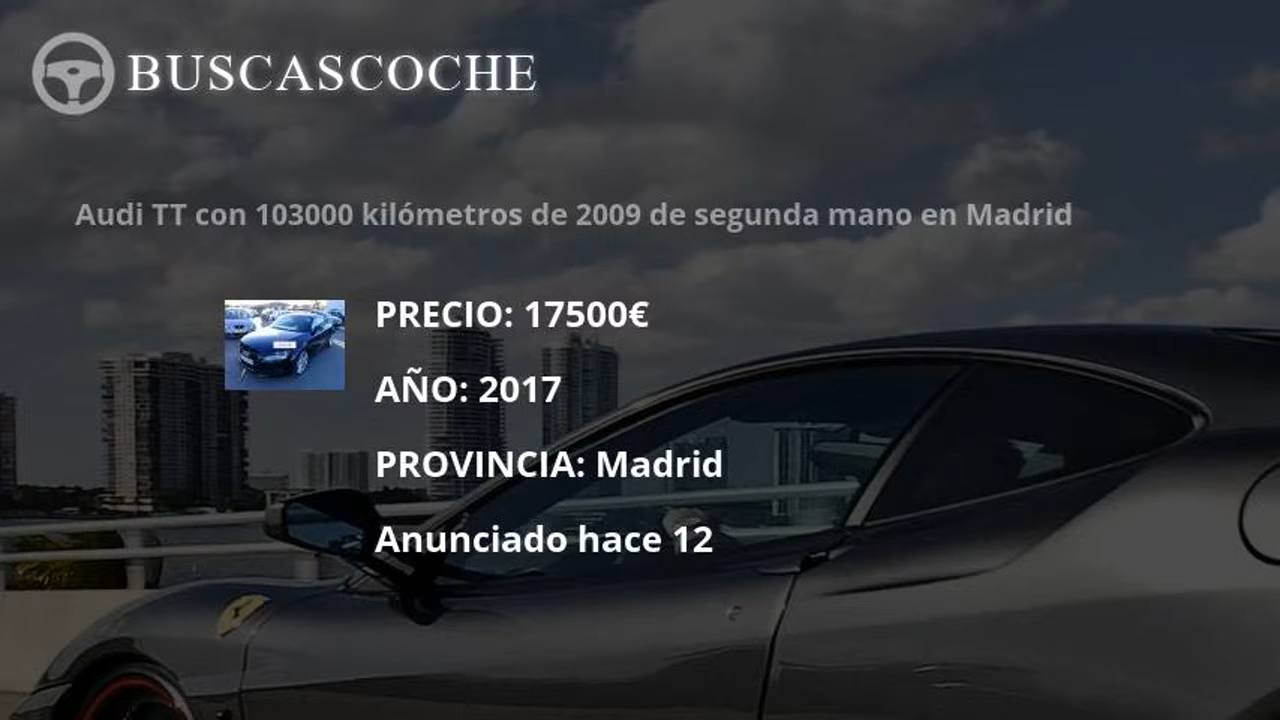 BUSCASCOCHE
Audi TT con 103000 kilómetros de 2009 de segunda mano en Madrid
PRECIO: 17500€
AÑO: 2017
PROVINCIA: Madrid
Anunciado hace 12